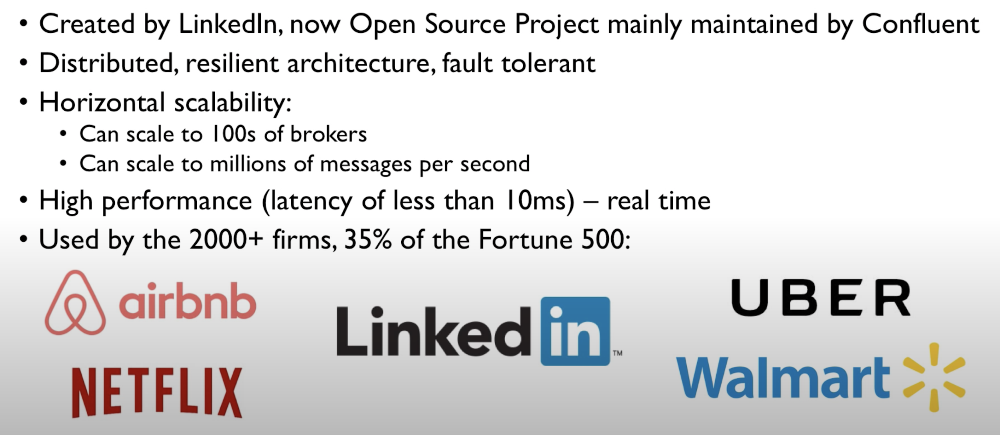 • Created by LinkedIn, now Open Source Project mainly maintained by Confluent
• Distributed, resilient architecture, fault tolerant
• Horizontal scalability:
• Can scale to 100s of brokers
• Can scale to millions of messages per second
• High performance (latency of less than 10ms) – real time
• Used by the 2000+ firms, 35% of the Fortune 500:
airbnb
Linked in ™
UBER
NETFLIX
Walmart